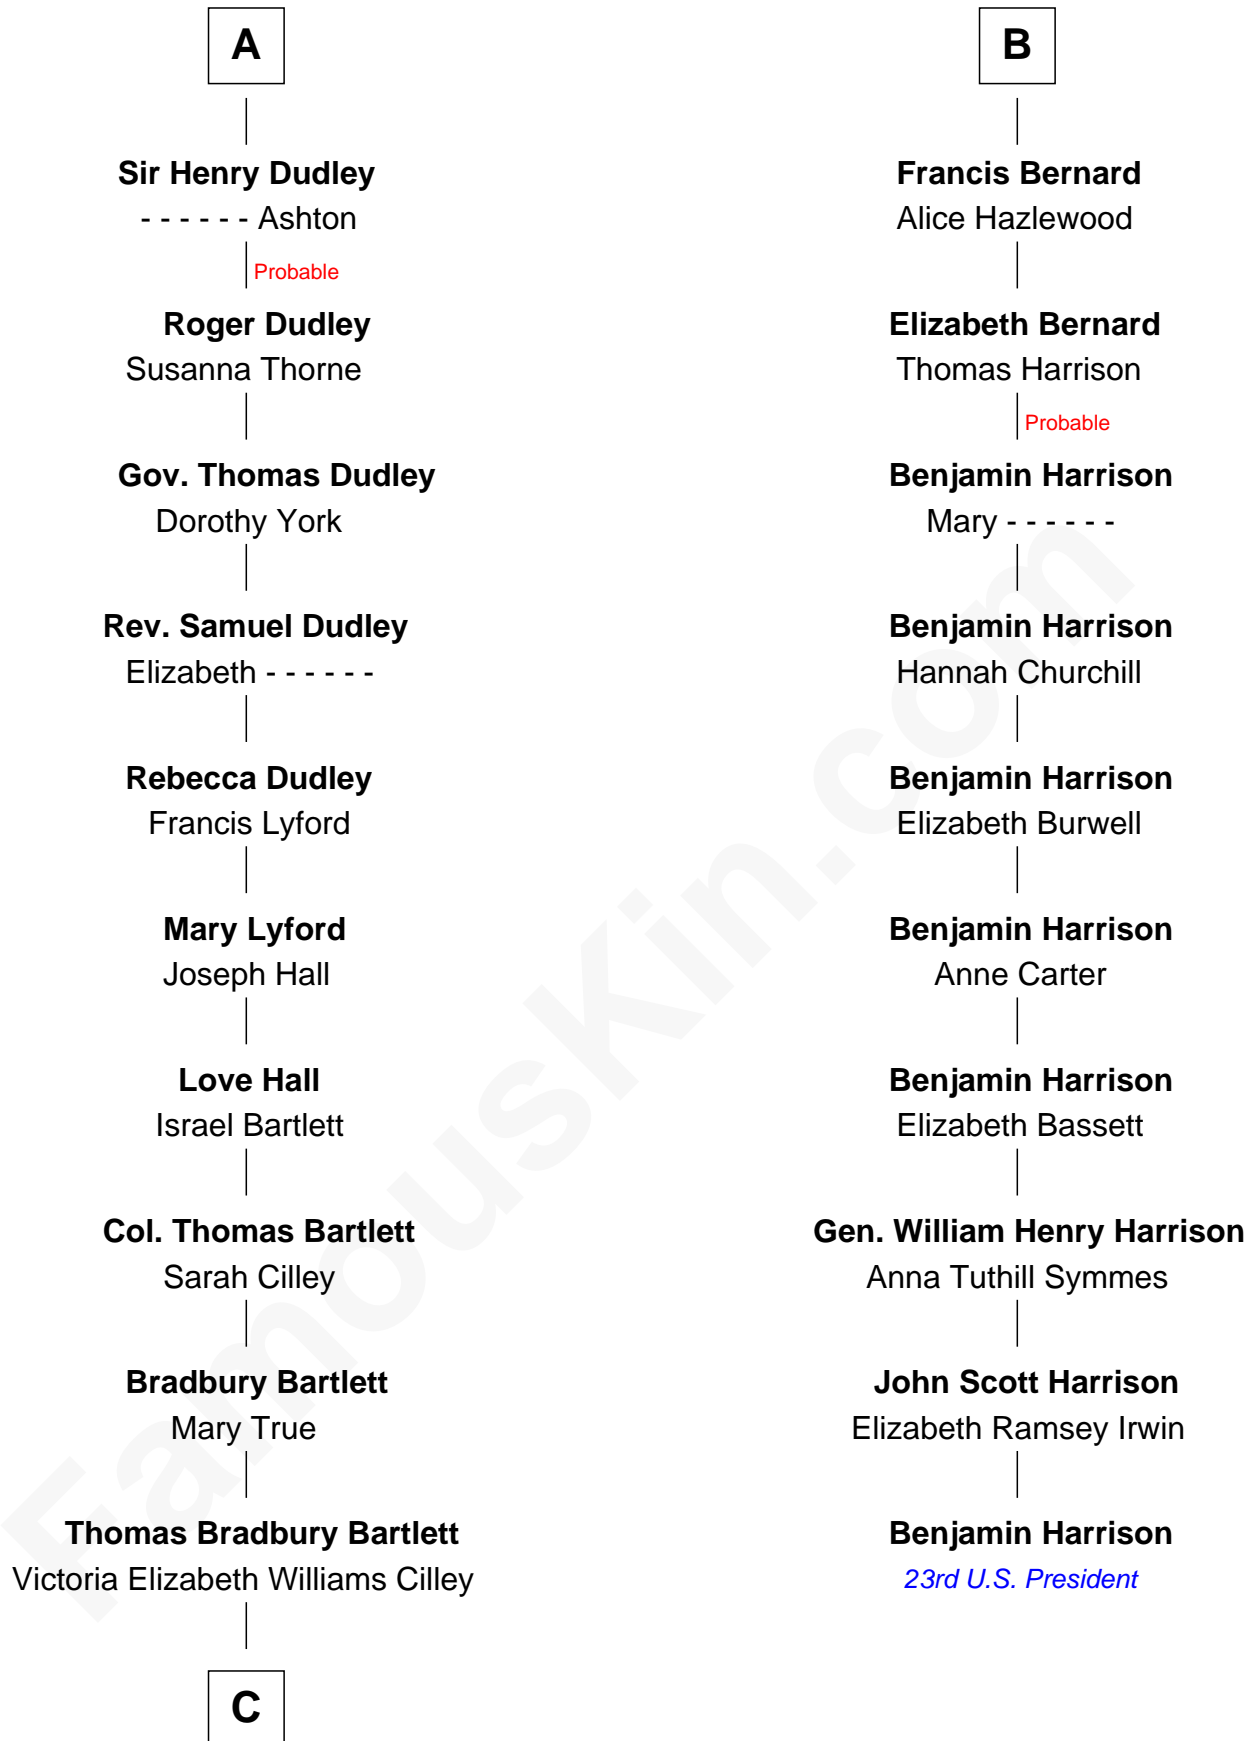 A
Sir Henry Dudley
- - - - - - Ashton
Probable
Roger Dudley
Susanna Thorne
Gov. Thomas Dudley
Dorothy York
Rev. Samuel Dudley
Elizabeth - - - - - -
Rebecca Dudley
Francis Lyford
Mary Lyford
Joseph Hall
Love Hall
Israel Bartlett
Col. Thomas Bartlett
Sarah Cilley
Bradbury Bartlett
Mary True
Thomas Bradbury Bartlett
Victoria Elizabeth Williams Cilley
C
B
Francis Bernard
Alice Hazlewood
Elizabeth Bernard
Thomas Harrison
Probable
Benjamin Harrison
Mary - - - - - -
Benjamin Harrison
Hannah Churchill
Benjamin Harrison
Elizabeth Burwell
Benjamin Harrison
Anne Carter
Benjamin Harrison
Elizabeth Bassett
Gen. William Henry Harrison
Anna Tuthill Symmes
John Scott Harrison
Elizabeth Ramsey Irwin
Benjamin Harrison
23rd U.S. President
FamousKin.com